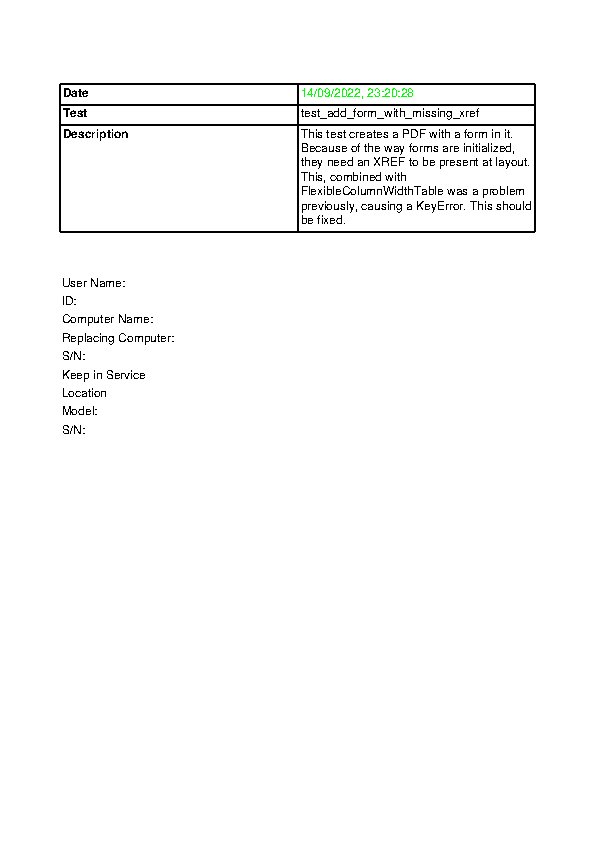 Date 14/09/2022, 23:20:28
Test test_add_form_with_missing_xref
Description This test creates a PDF with a form in it.
Because of the way forms are initialized,
they need an XREF to be present at layout.
This, combined with
FlexibleColumnWidthTable was a problem
previously, causing a KeyError. This should
be fixed.
User Name:
ID:
Computer Name:
Replacing Computer:
S/N:
Keep in Service
Location
Model:
S/N: